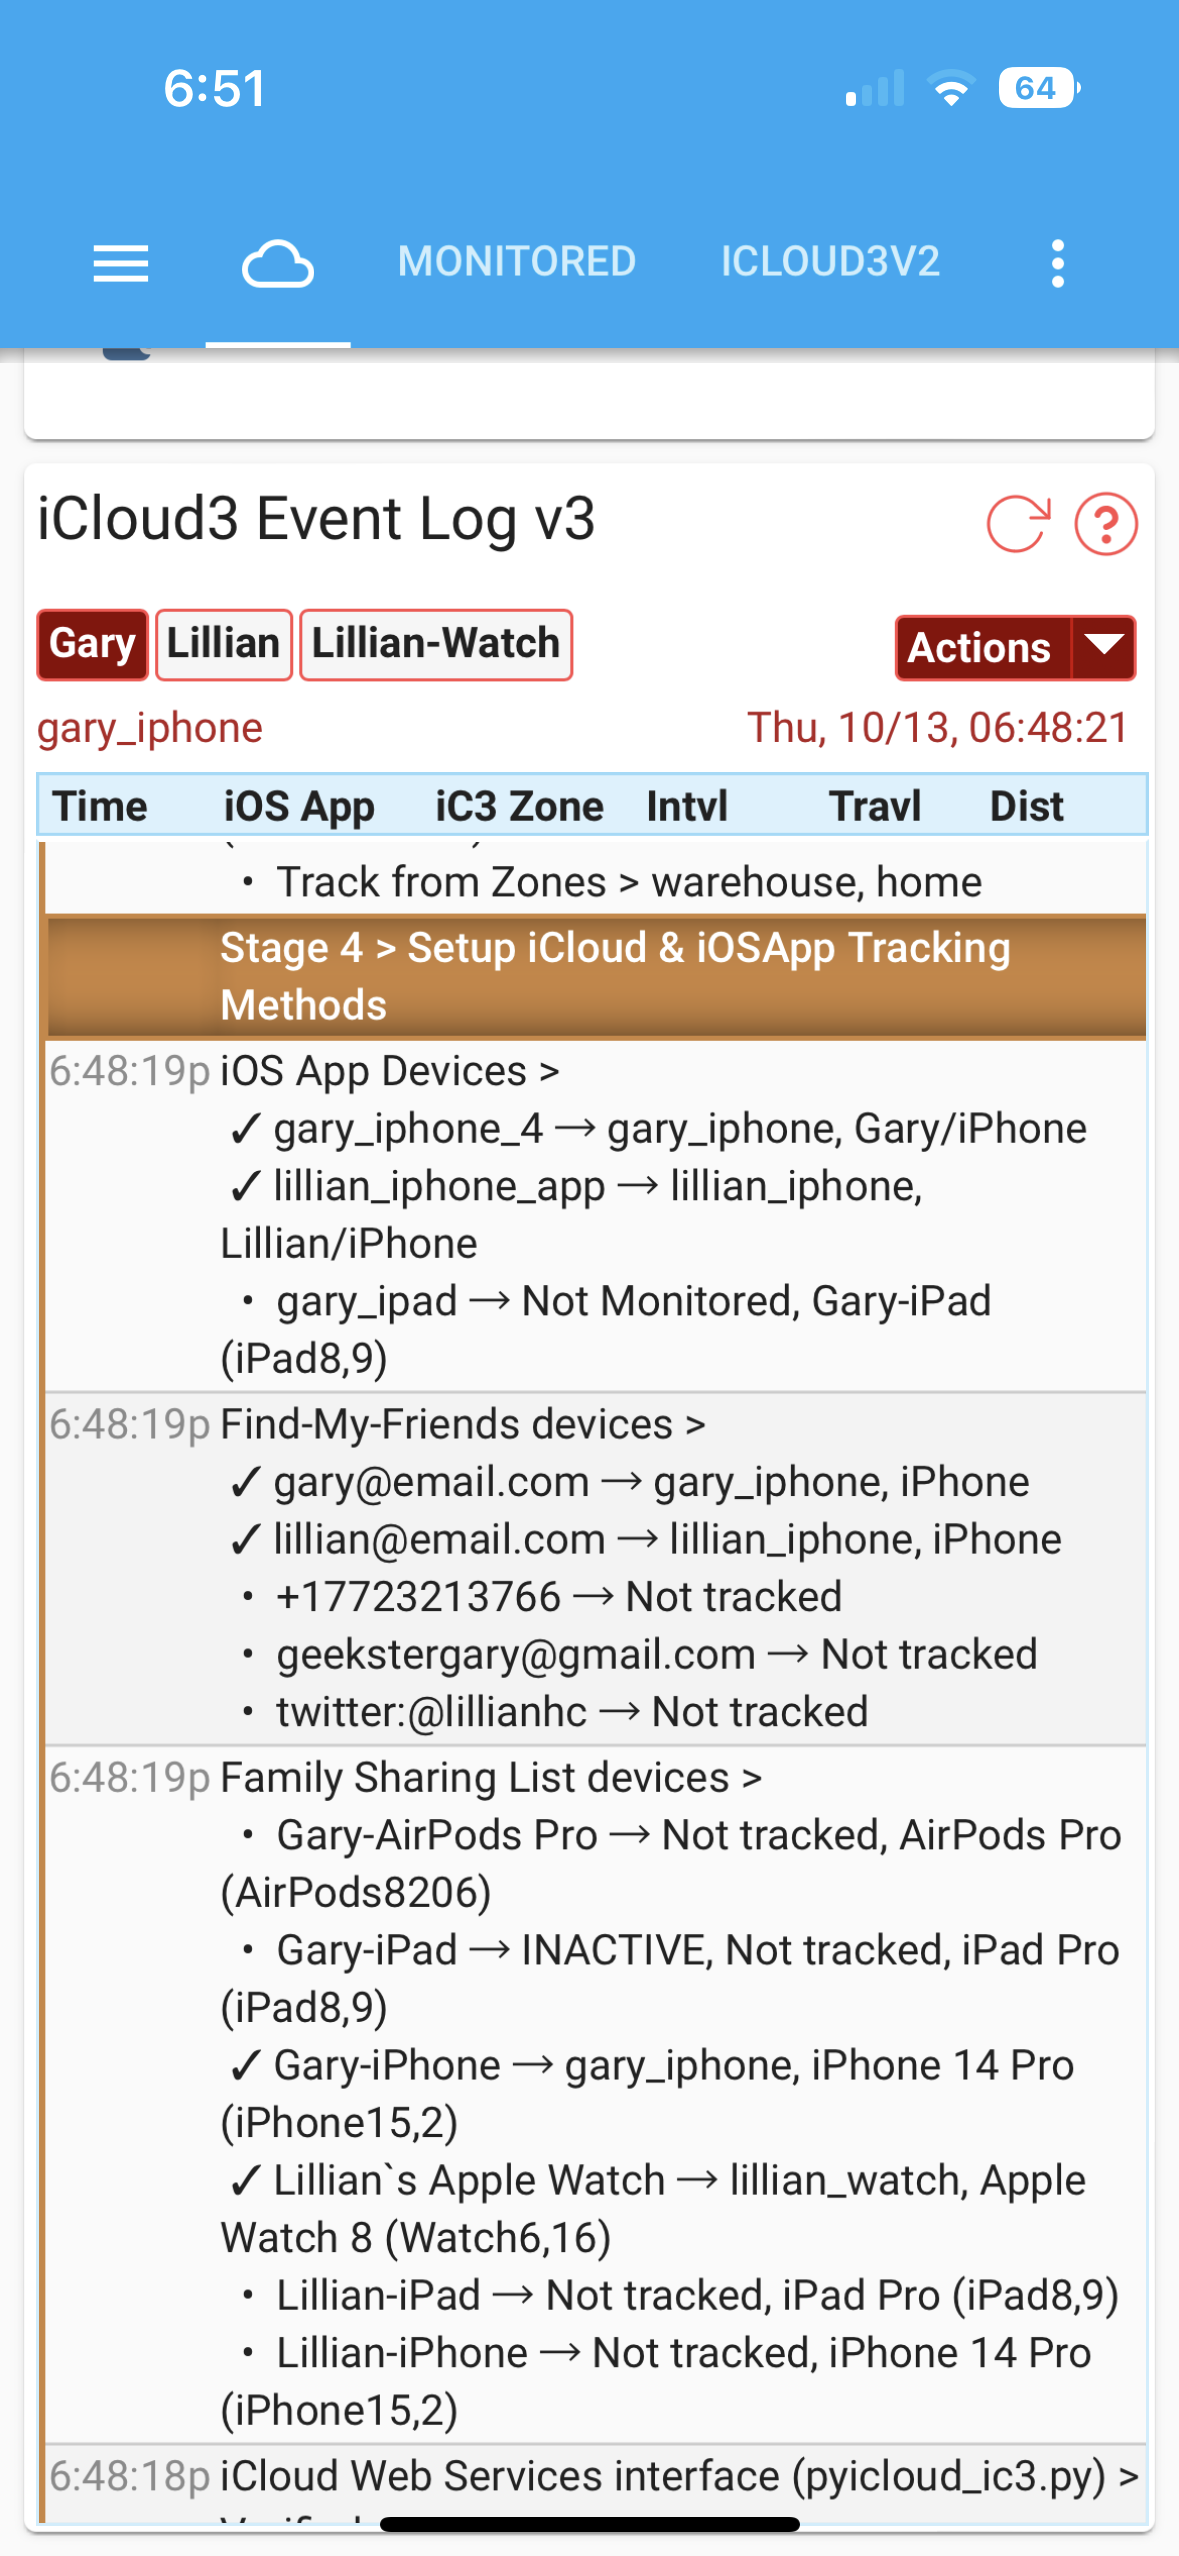 6:51
64
MONITORED ICLOUD3V2
iCloud3 Event Log v3
?
Gary Lillian Lillian-Watch Actions
gary_iphone Thu, 10/13, 06:48:21
Time iOS App iC3 Zone Intvl Travl Dist
• Track from Zones > warehouse, home
Stage 4 > Setup iCloud & iOSApp Tracking
Methods
6:48:19p iOS App Devices >
✓ gary_iphone_4 → gary_iphone, Gary/iPhone
✓ lillian_iphone_app → lillian_iphone,
Lillian/iPhone
• gary_ipad → Not Monitored, Gary-iPad
(iPad8,9)
6:48:19p Find-My-Friends devices >
✓ gary@email.com → gary_iphone, iPhone
✓ lillian@email.com → lillian_iphone, iPhone
• +17723213766 → Not tracked
• geekstergary@gmail.com → Not tracked
• twitter:@lillianhc → Not tracked
6:48:19p Family Sharing List devices >
• Gary-AirPods Pro → Not tracked, AirPods Pro
(AirPods8206)
• Gary-iPad → INACTIVE, Not tracked, iPad Pro
(iPad8,9)
✓ Gary-iPhone → gary_iphone, iPhone 14 Pro
(iPhone15,2)
✓ Lillian`s Apple Watch → lillian_watch, Apple
Watch 8 (Watch6,16)
• Lillian-iPad → Not tracked, iPad Pro (iPad8,9)
• Lillian-iPhone → Not tracked, iPhone 14 Pro
(iPhone15,2)
6:48:18p iCloud Web Services interface (pyicloud_ic3.py) >